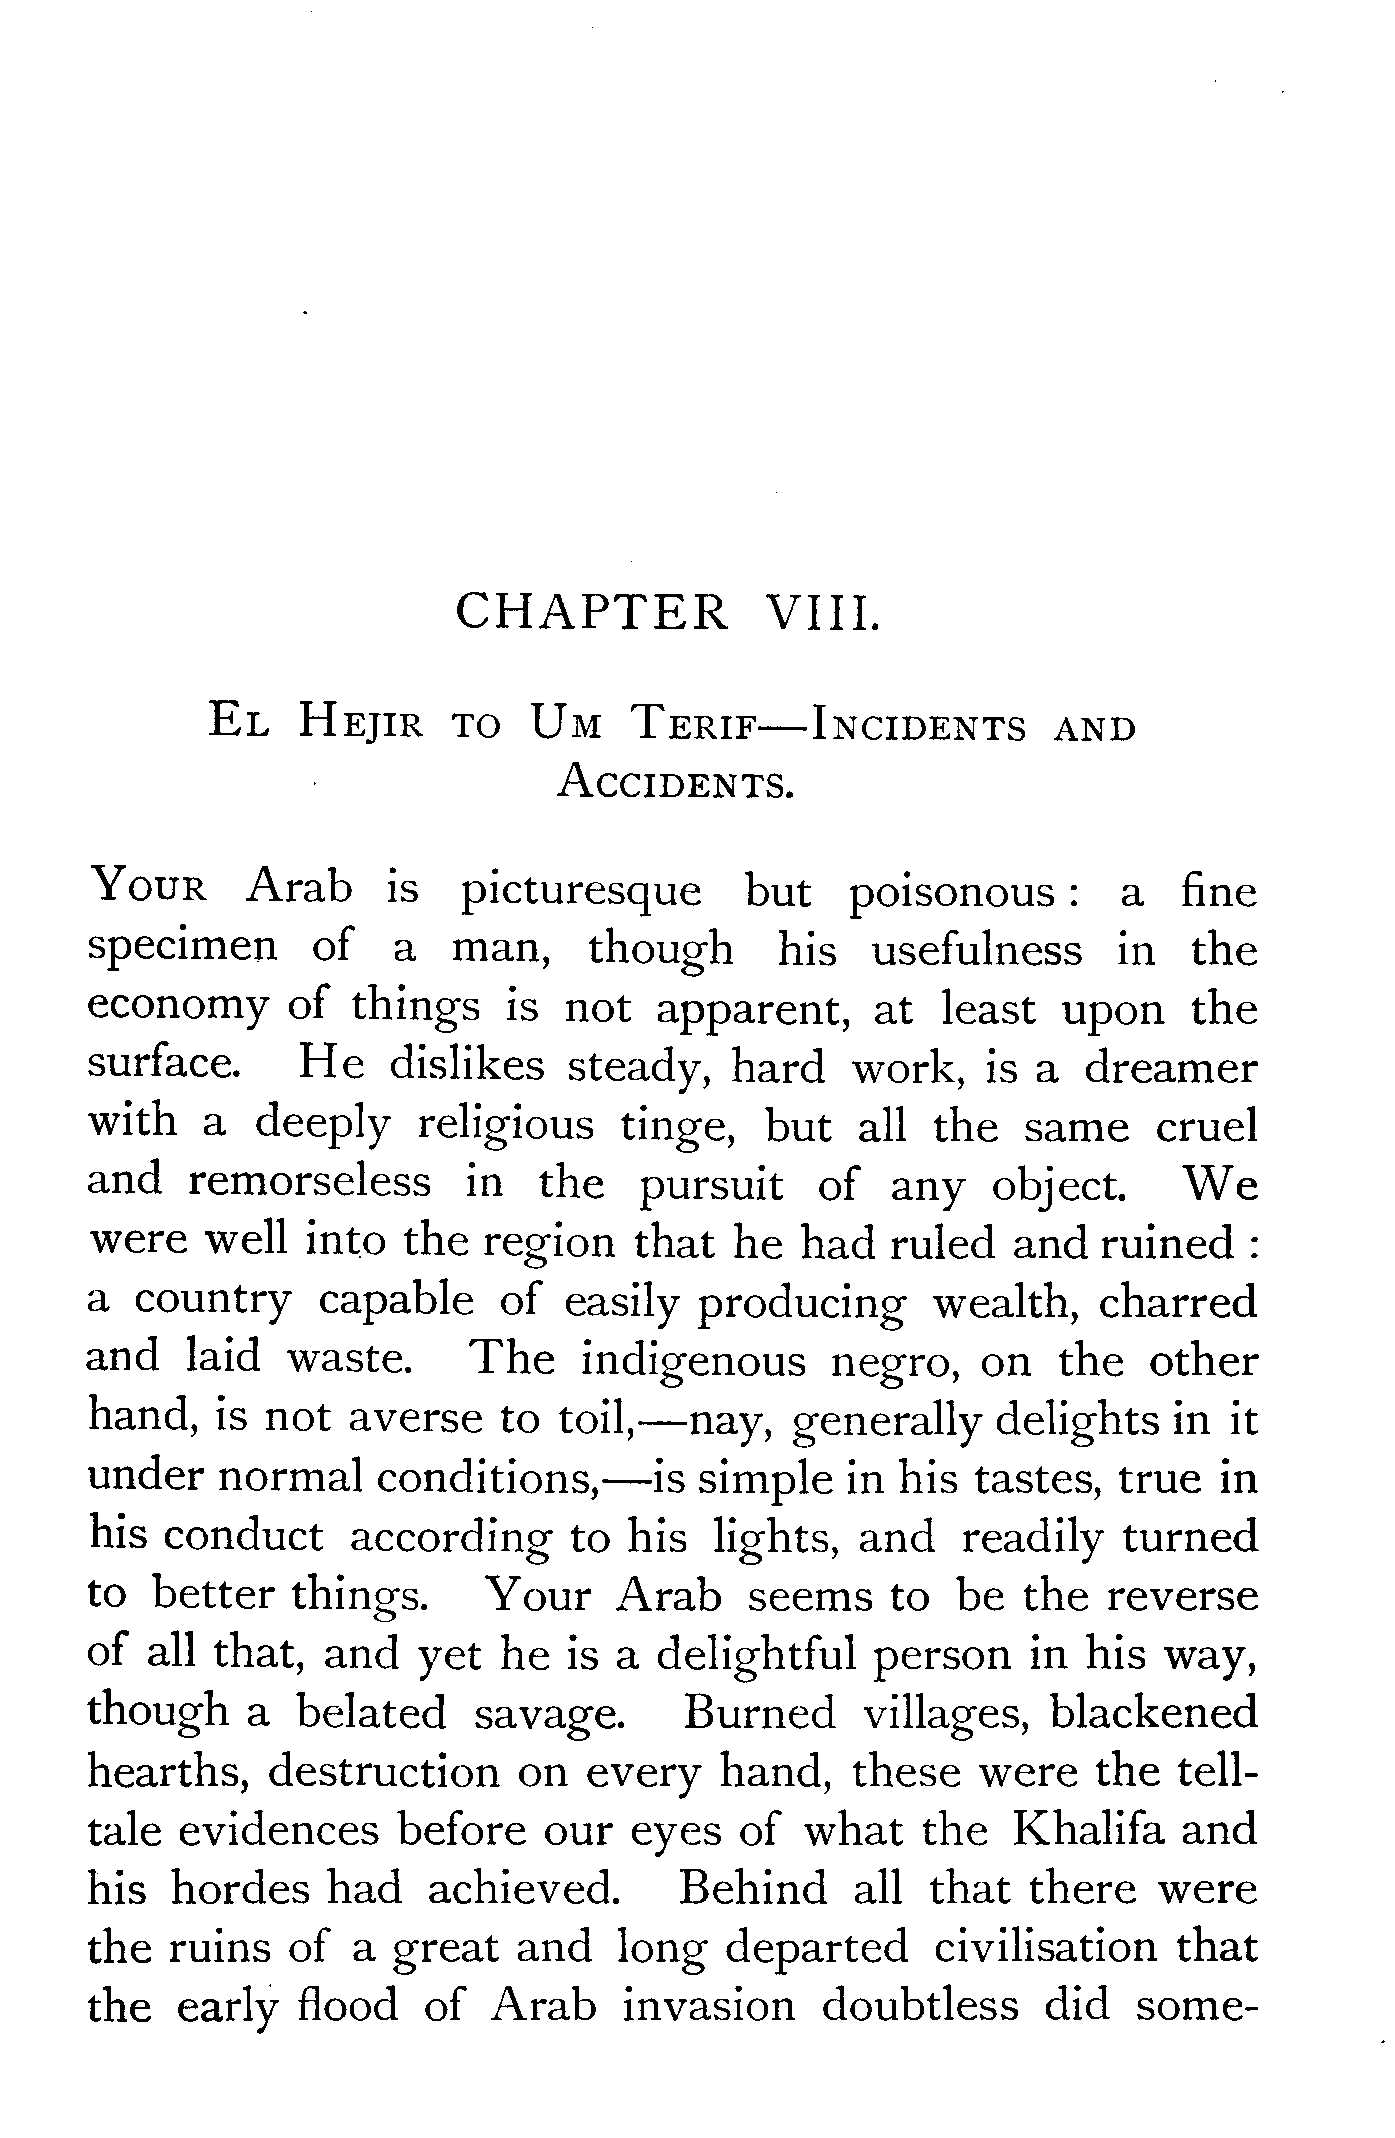 CHAPTER VIII.
EL HEJIR TO UM TERIF—INCIDENTS AND
ACCIDENTS.
YOUR Arab is picturesque but poisonous : a fine
specimen of a man, though his usefulness in the
economy of things is not apparent, at least upon the
surface. He dislikes steady, hard work, is a dreamer
with a deeply religious tinge, but all the same cruel
and remorseless in the pursuit of any object. We
were well into the region that he had ruled and ruined :
a country capable of easily producing wealth, charred
and laid waste. The indigenous negro, on the other
hand, is not averse to toil,—nay, generally delights in it
under normal conditions,—is simple in his tastes, true in
his conduct according to his lights, and readily turned
to better things. Your Arab seems to be the reverse
of all that, and yet he is a delightful person in his way,
though a belated savage. Burned villages, blackened
hearths, destruction on every hand, these were the tell-
tale evidences before our eyes of what the Khalifa and
his hordes had achieved. Behind all that there were
the ruins of a great and long departed civilisation that
the early flood of Arab invasion doubtless did some-